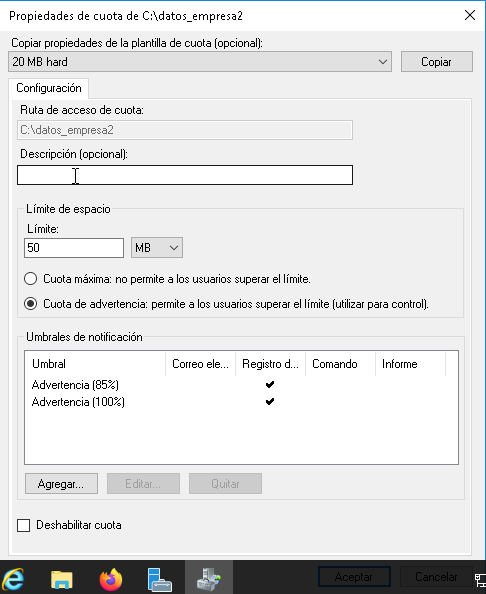 Propiedades de cuota de C:\datos_empresa2
Copiar propiedades de la plantilla de cuota (opcional):
20 MB hard
Copiar
Configuración
Ruta de acceso de cuota:
C:\datos_empresa2
Descripción (opcional):
Límite de espacio
Límite:
50 MB
Cuota máxima: no permite a los usuarios superar el límite.
Cuota de advertencia: permite a los usuarios superar el límite (utilizar para control).
Umbrales de notificación
Umbral Correo ele... Registro d... Comando Informe
Advertencia (85%)
Advertencia (100%)
Agregar... Editar... Quitar
Deshabilitar cuota
Aceptar Cancelar